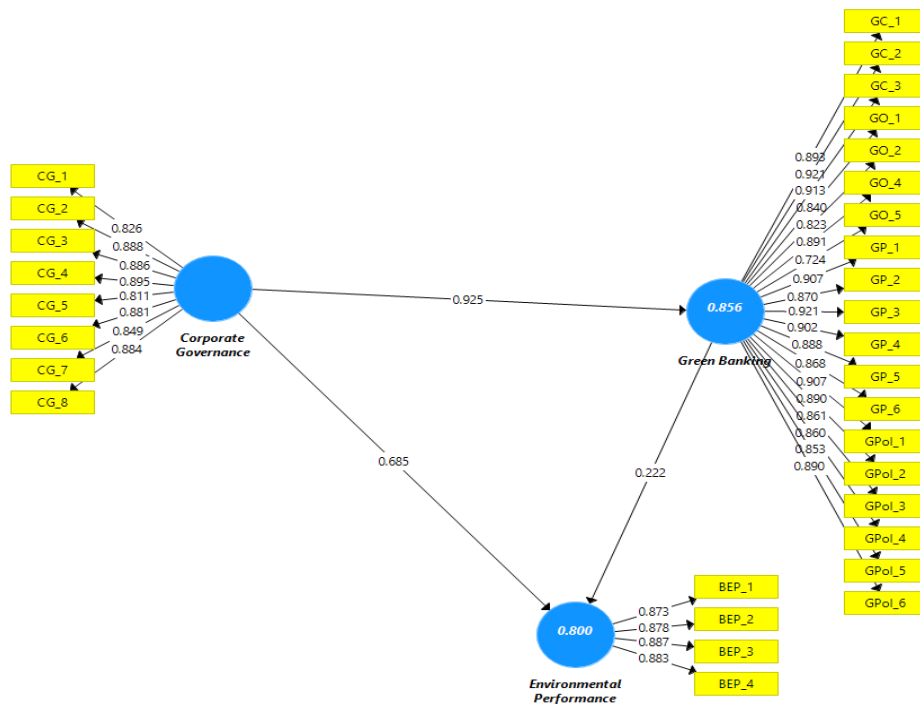 CG_1
CG_2
CG_3
CG_4
CG_5
CG_6
CG_7
CG_8
0.826
0.888
0.886
0.895
0.811
0.881
0.849
0.884
Corporate
Governance
0.925
0.685
0.222
0.856
Green Banking
0.893
0.921
0.913
0.840
0.823
0.891
0.724
0.907
0.870
0.921
0.902
0.888
0.868
0.907
0.890
0.861
0.860
0.853
0.890
GC_1
GC_2
GC_3
GO_1
GO_2
GO_4
GO_5
GP_1
GP_2
GP_3
GP_4
GP_5
GP_6
GPol_1
GPol_2
GPol_3
GPol_4
GPol_5
GPol_6
0.800
Environmental
Performance
0.873
0.878
0.887
0.883
BEP_1
BEP_2
BEP_3
BEP_4